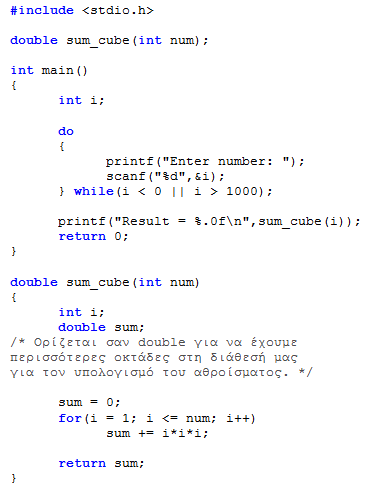 #include <stdio.h>
double sum_cube(int num);
int main()
{
int i;
do
{
printf("Enter number: ");
scanf("%d",&i);
} while(i < 0 || i > 1000);
printf("Result = %.0f\n",sum_cube(i));
return 0;
}
double sum_cube(int num)
{
int i;
double sum;
/* Ορίζεται σαν double για να έχουμε
περισσότερες οκτάδες στη διάθεσή μας
για τον υπολογισμό του αθροίσματος. */
sum = 0;
for(i = 1; i <= num; i++)
sum += i*i*i;
return sum;
}